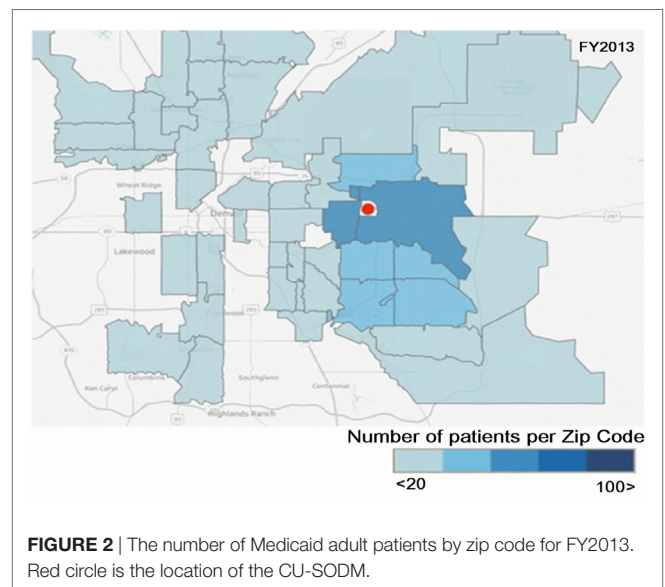 FY2013
Wheat Ridge
Denv
Lakewood
Ken Caryl
Columbine
Southglenn
Centennial
Highlands Ranch
Number of patients per Zip Code
<20
100>
FIGURE 2 | The number of Medicaid adult patients by zip code for FY2013.
Red circle is the location of the CU-SODM.